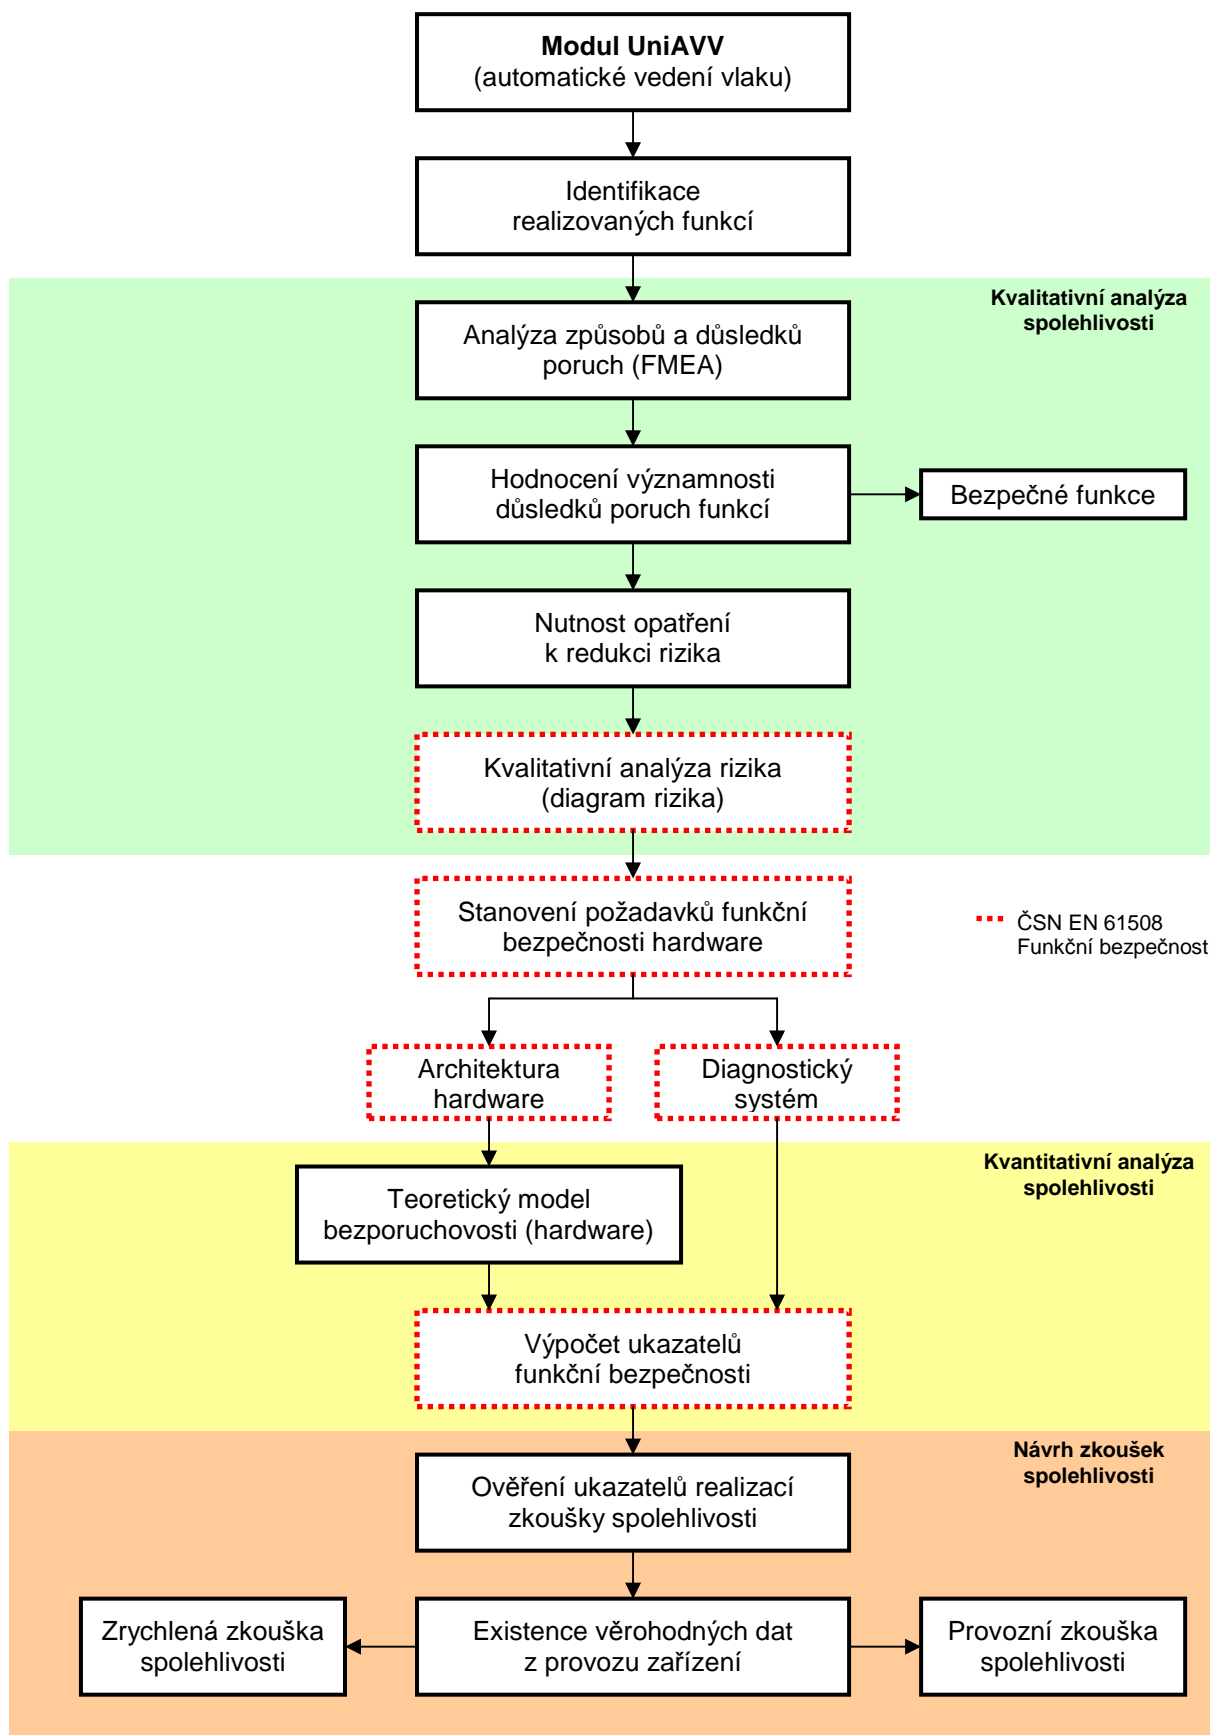 Modul UniAVV
(automatické vedení vlaku)
Identifikace
realizovaných funkcí
Kvalitativní analýza
spolehlivosti
Analýza způsobů a důsledků
poruch (FMEA)
Hodnocení významnosti
důsledků poruch funkcí
Bezpečné funkce
Nutnost opatření
k redukci rizika
Kvalitativní analýza rizika
(diagram rizika)
Stanovení požadavků funkční
bezpečnosti hardware
ČSN EN 61508
Funkční bezpečnost
Architektura
hardware
Diagnostický
systém
Kvantitativní analýza
spolehlivosti
Teoretický model
bezporuchovosti (hardware)
Výpočet ukazatelů
funkční bezpečnosti
Návrh zkoušek
spolehlivosti
Ověření ukazatelů realizací
zkoušky spolehlivosti
Zrychlená zkouška
spolehlivosti
Existence věrohodných dat
z provozu zařízení
Provozní zkouška
spolehlivosti